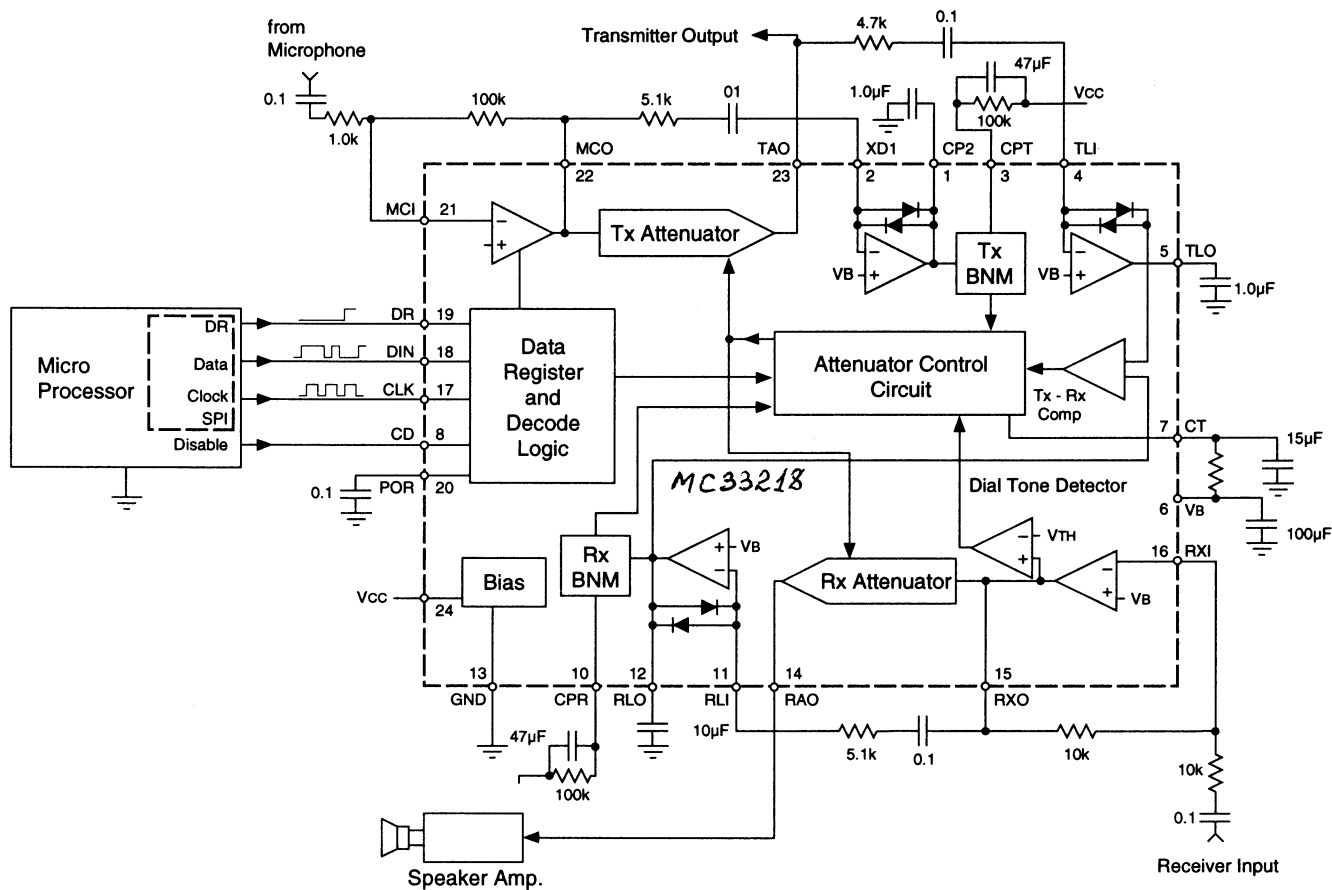 from
Microphone
0.1
1.0k
100k
5.1k
01
Transmitter Output
4.7k
0.1
1.0µF
47µF
100k
VCC
MCO
22
TAO
23
XD1
2
CP2
1
CPT
3
TLI
4
MCI
21
−
+
Tx Attenuator
−
VB
+
Tx
BNM
−
VB
+
5
TLO
1.0µF
Micro
Processor
DR
Data
Clock
SPI
Disable
DR
19
DIN
18
CLK
17
CD
8
POR
20
0.1
Data
Register
and
Decode
Logic
Attenuator Control
Circuit
Tx - Rx
Comp
7
CT
15µF
6
VB
100µF
MC33218
Dial Tone Detector
−
VTH
+
16
RXI
−
+
VB
Rx Attenuator
+
VB
−
Rx
BNM
Bias
VCC
24
13
GND
10
CPR
12
RLO
11
RLI
14
RAO
15
RXO
47µF
100k
10µF
5.1k
0.1
10k
10k
0.1
Receiver Input
Speaker Amp.